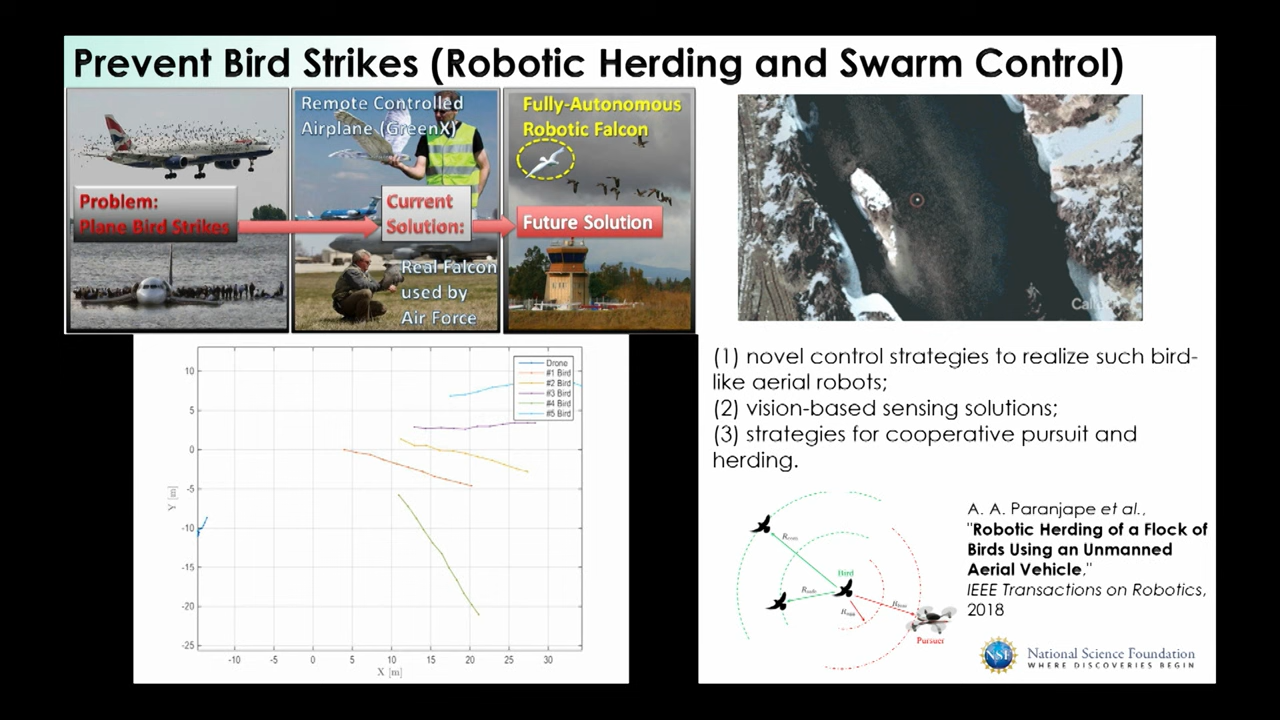 Prevent Bird Strikes (Robotic Herding and Swarm Control)
Problem:
Plane Bird Strikes
Remote Controlled
Airplane (GreenX)
Current
Solution:
Real Falcon
used by
Air Force
Fully-Autonomous
Robotic Falcon
Future Solution
10
5
0
-5
-10
-15
-20
-25
Y [m]
-10 -5 0 5 10 15 20 25 30
X [m]
Drone
#1 Bird
#2 Bird
#3 Bird
#4 Bird
#5 Bird
(1) novel control strategies to realize such bird-
like aerial robots;
(2) vision-based sensing solutions;
(3) strategies for cooperative pursuit and
herding.
Bird
Pursuer
A. A. Paranjape et al.,
"Robotic Herding of a Flock of
Birds Using an Unmanned
Aerial Vehicle,"
IEEE Transactions on Robotics,
2018
NSF
National Science Foundation
WHERE DISCOVERIES BEGIN